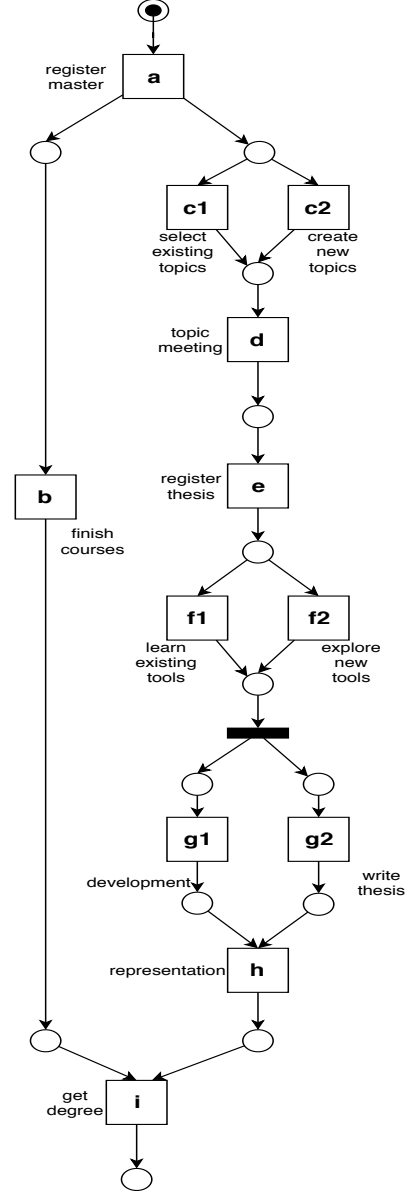 register
master
a
c1
c2
select
existing
topics
create
new
topics
topic
meeting
d
register
thesis
e
b
finish
courses
f1
f2
learn
existing
tools
explore
new
tools
g1
g2
development
write
thesis
representation
h
get
degree
i